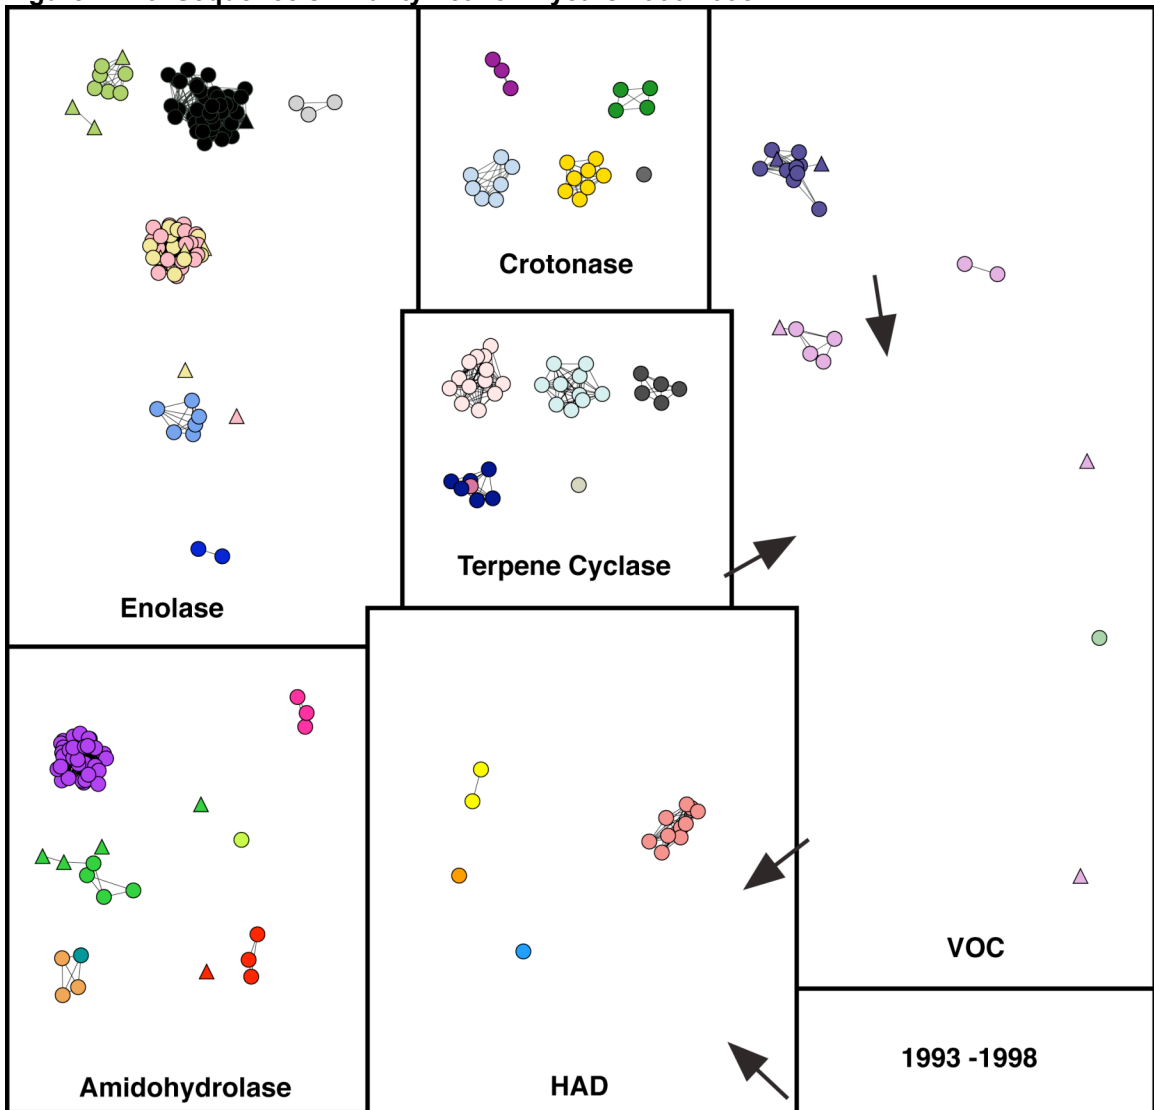 Crotonase
Terpene Cyclase
Enolase
VOC
1993 -1998
Amidohydrolase
HAD